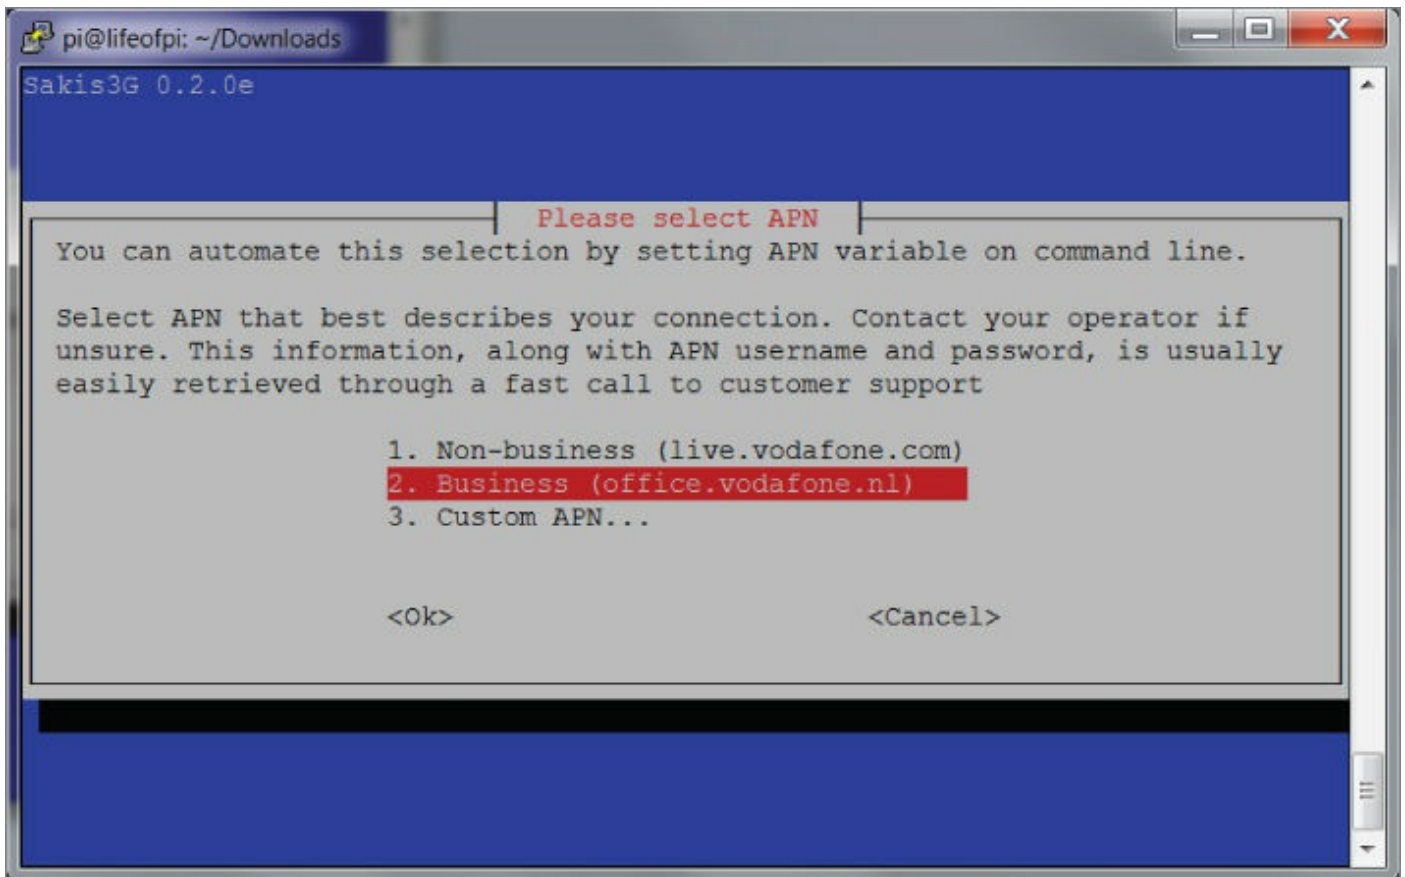 pi@lifeofpi: ~/Downloads
Sakis3G 0.2.0e
Please select APN
You can automate this selection by setting APN variable on command line.
Select APN that best describes your connection. Contact your operator if
unsure. This information, along with APN username and password, is usually
easily retrieved through a fast call to customer support
1. Non-business (live.vodafone.com)
2. Business (office.vodafone.nl)
3. Custom APN...
<Ok> <Cancel>